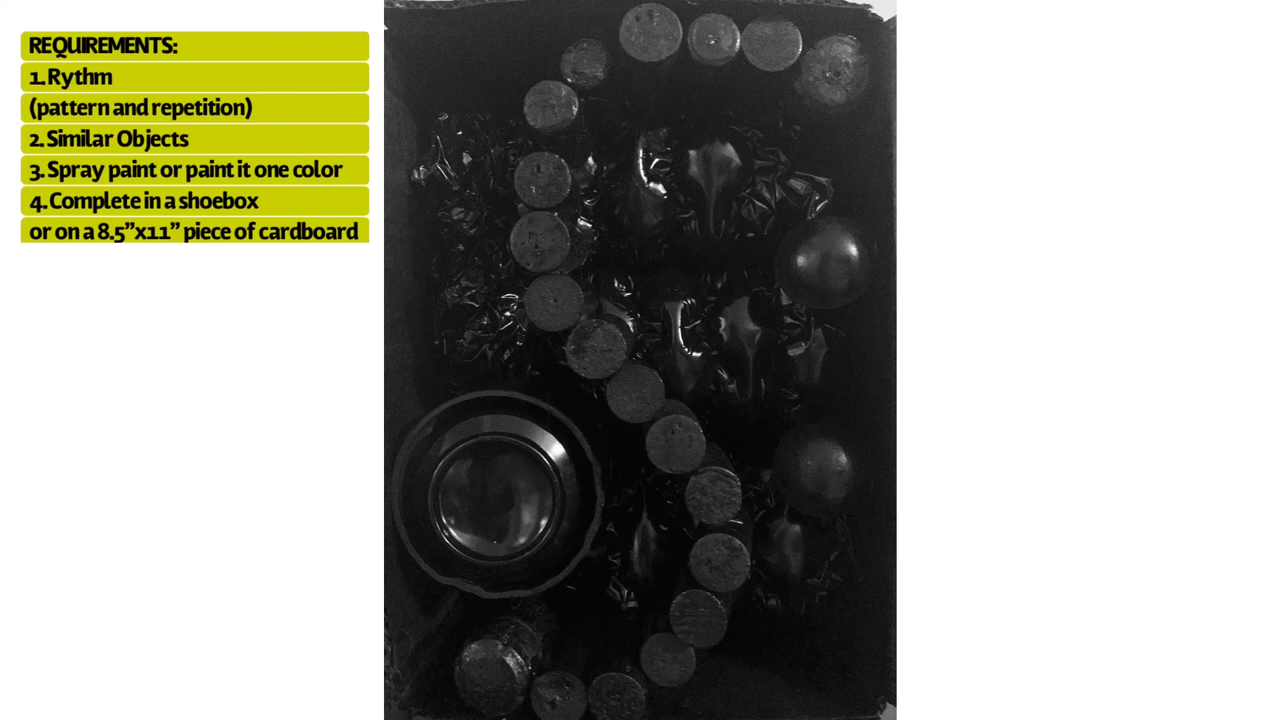 REQUIREMENTS:
1. Rythm
(pattern and repetition)
2. Similar Objects
3. Spray paint or paint it one color
4. Complete in a shoebox
or on a 8.5”x11” piece of cardboard